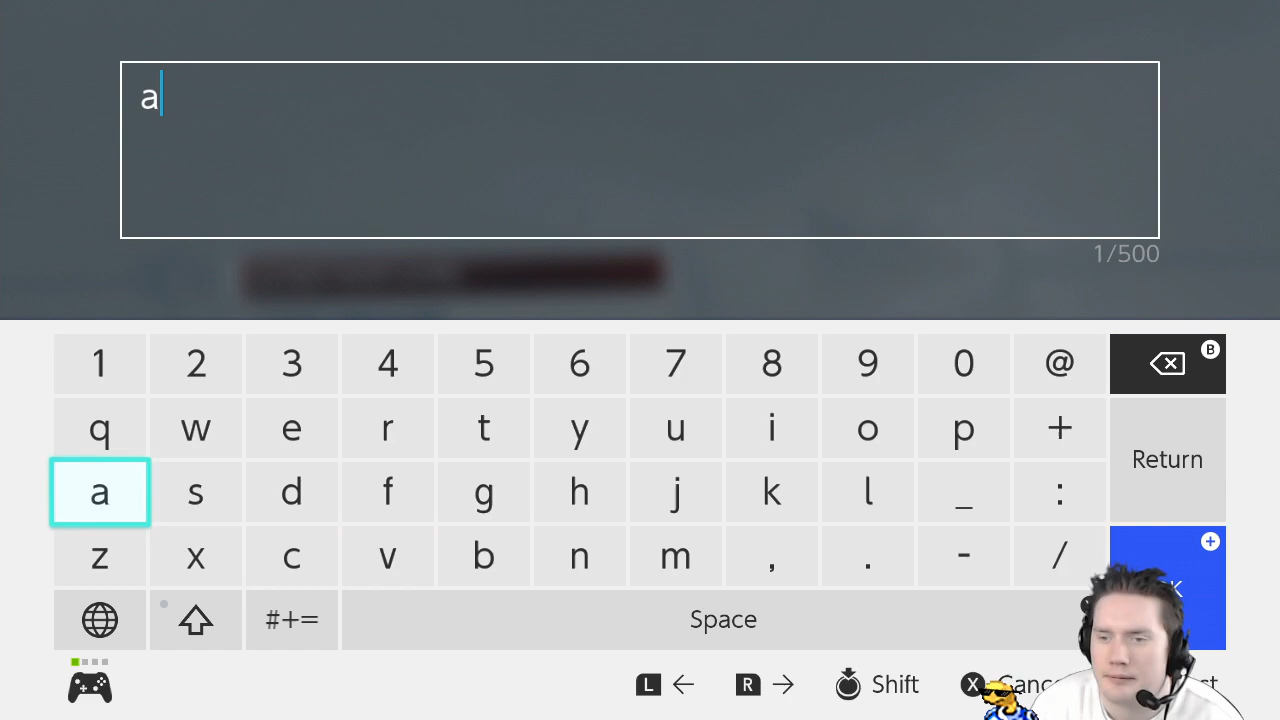 a
1/500
1 2 3 4 5 6 7 8 9 0 @ B
q w e r t y u i o p +
Return
a s d f g h j k l _ :
z x c v b n m , . - /
#+= Space
L ← R → Shift X